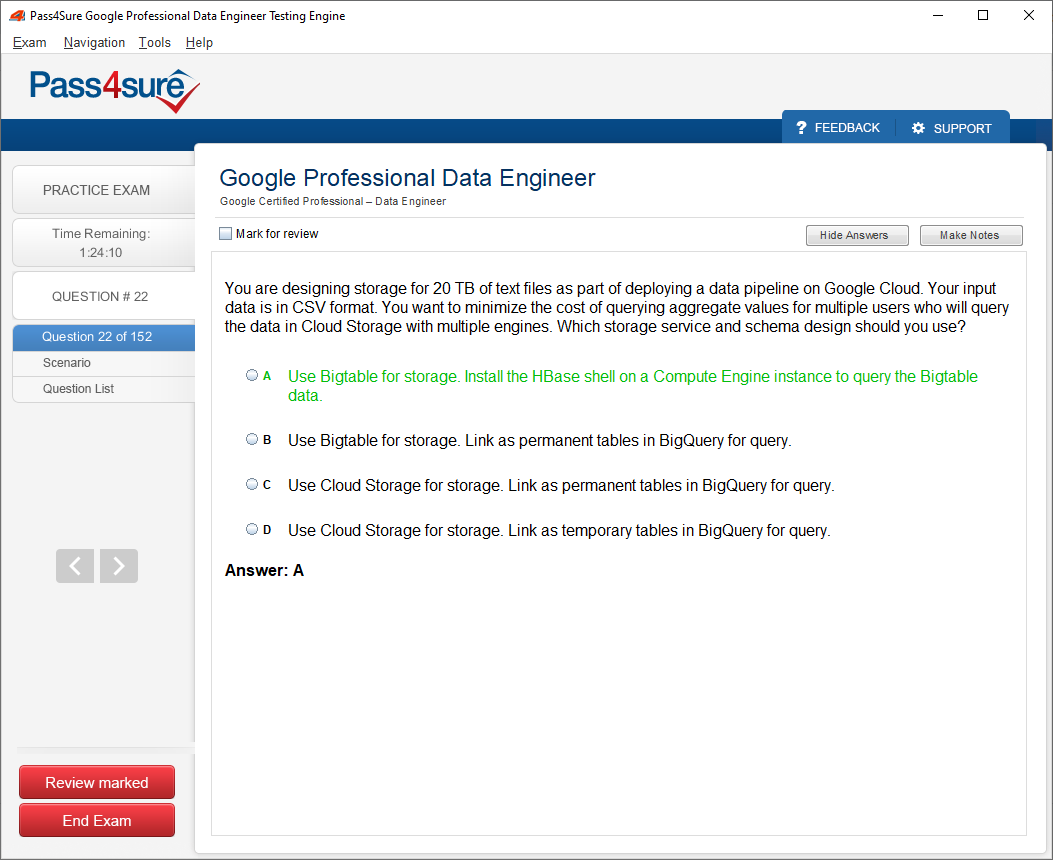 Pass4Sure Google Professional Data Engineer Testing Engine
Exam Navigation Tools Help
Pass4sure
? FEEDBACK SUPPORT
PRACTICE EXAM
Time Remaining:
1:24:10
QUESTION # 22
Question 22 of 152
Scenario
Question List
Review marked
End Exam
Google Professional Data Engineer
Google Certified Professional – Data Engineer
Mark for review
Hide Answers Make Notes
You are designing storage for 20 TB of text files as part of deploying a data pipeline on Google Cloud. Your input
data is in CSV format. You want to minimize the cost of querying aggregate values for multiple users who will query
the data in Cloud Storage with multiple engines. Which storage service and schema design should you use?
A Use Bigtable for storage. Install the HBase shell on a Compute Engine instance to query the Bigtable
data.
B Use Bigtable for storage. Link as permanent tables in BigQuery for query.
C Use Cloud Storage for storage. Link as permanent tables in BigQuery for query.
D Use Cloud Storage for storage. Link as temporary tables in BigQuery for query.
Answer: A